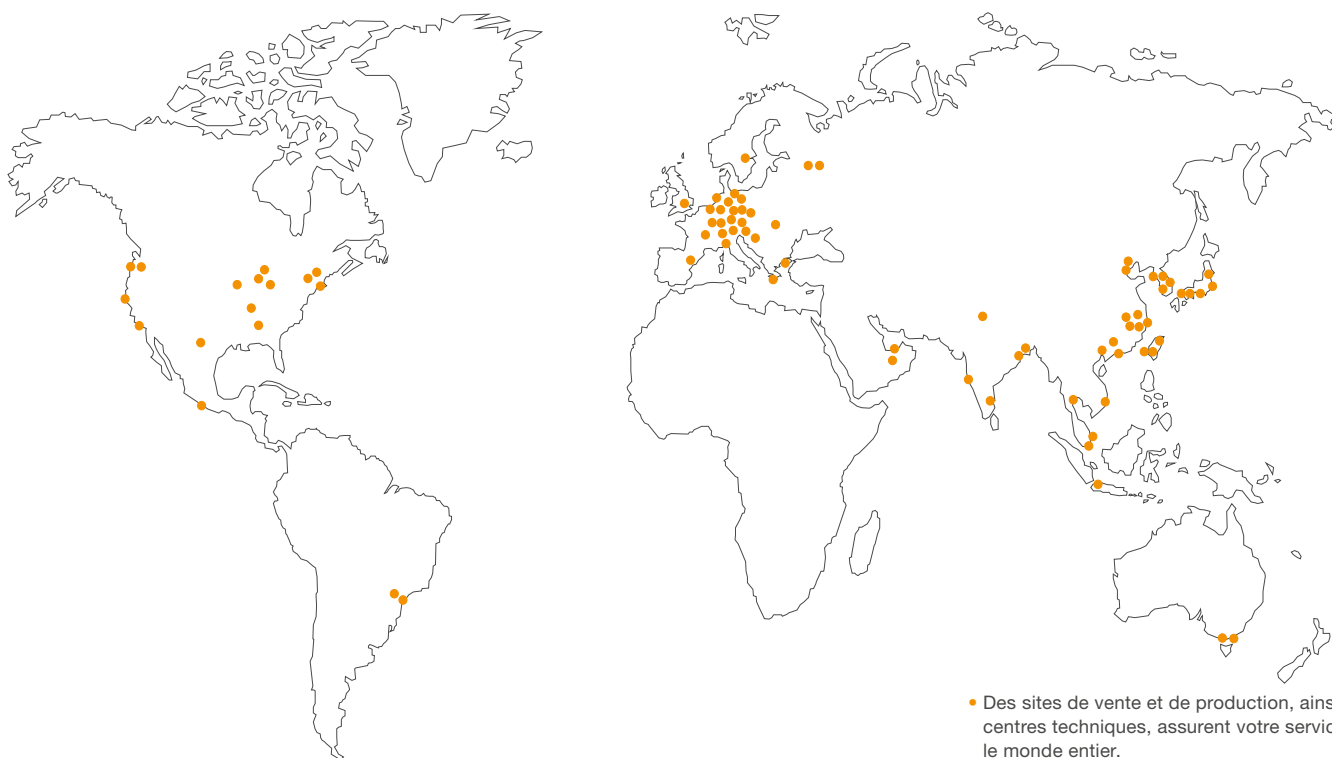 Des sites de vente et de production, ains
centres techniques, assurent votre servic
le monde entier.